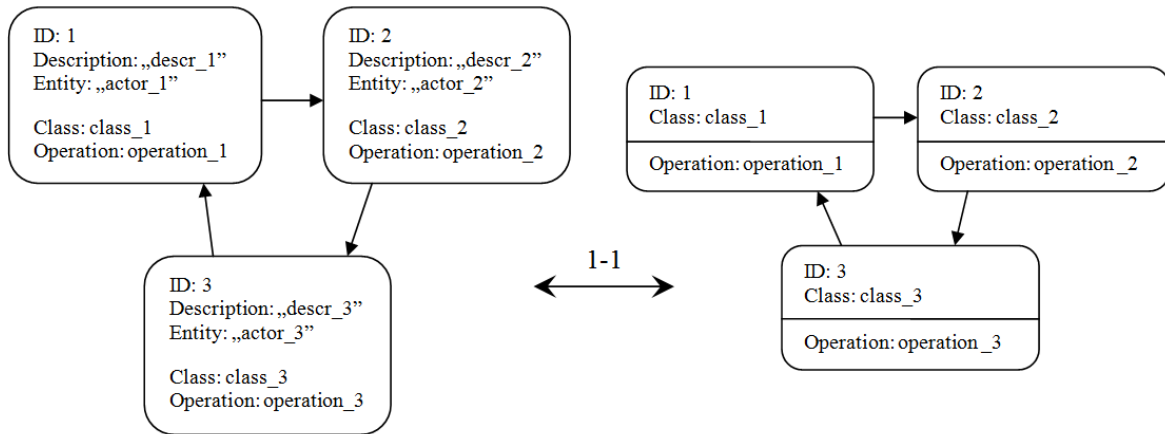 ID: 1
Description: „descr_1”
Entity: „actor_1”
Class: class_1
Operation: operation_1
ID: 2
Description: „descr_2”
Entity: „actor_2”
Class: class_2
Operation: operation_2
ID: 3
Description: „descr_3”
Entity: „actor_3”
Class: class_3
Operation: operation_3
1-1
ID: 1
Class: class_1
Operation: operation_1
ID: 2
Class: class_2
Operation: operation_2
ID: 3
Class: class_3
Operation: operation _3